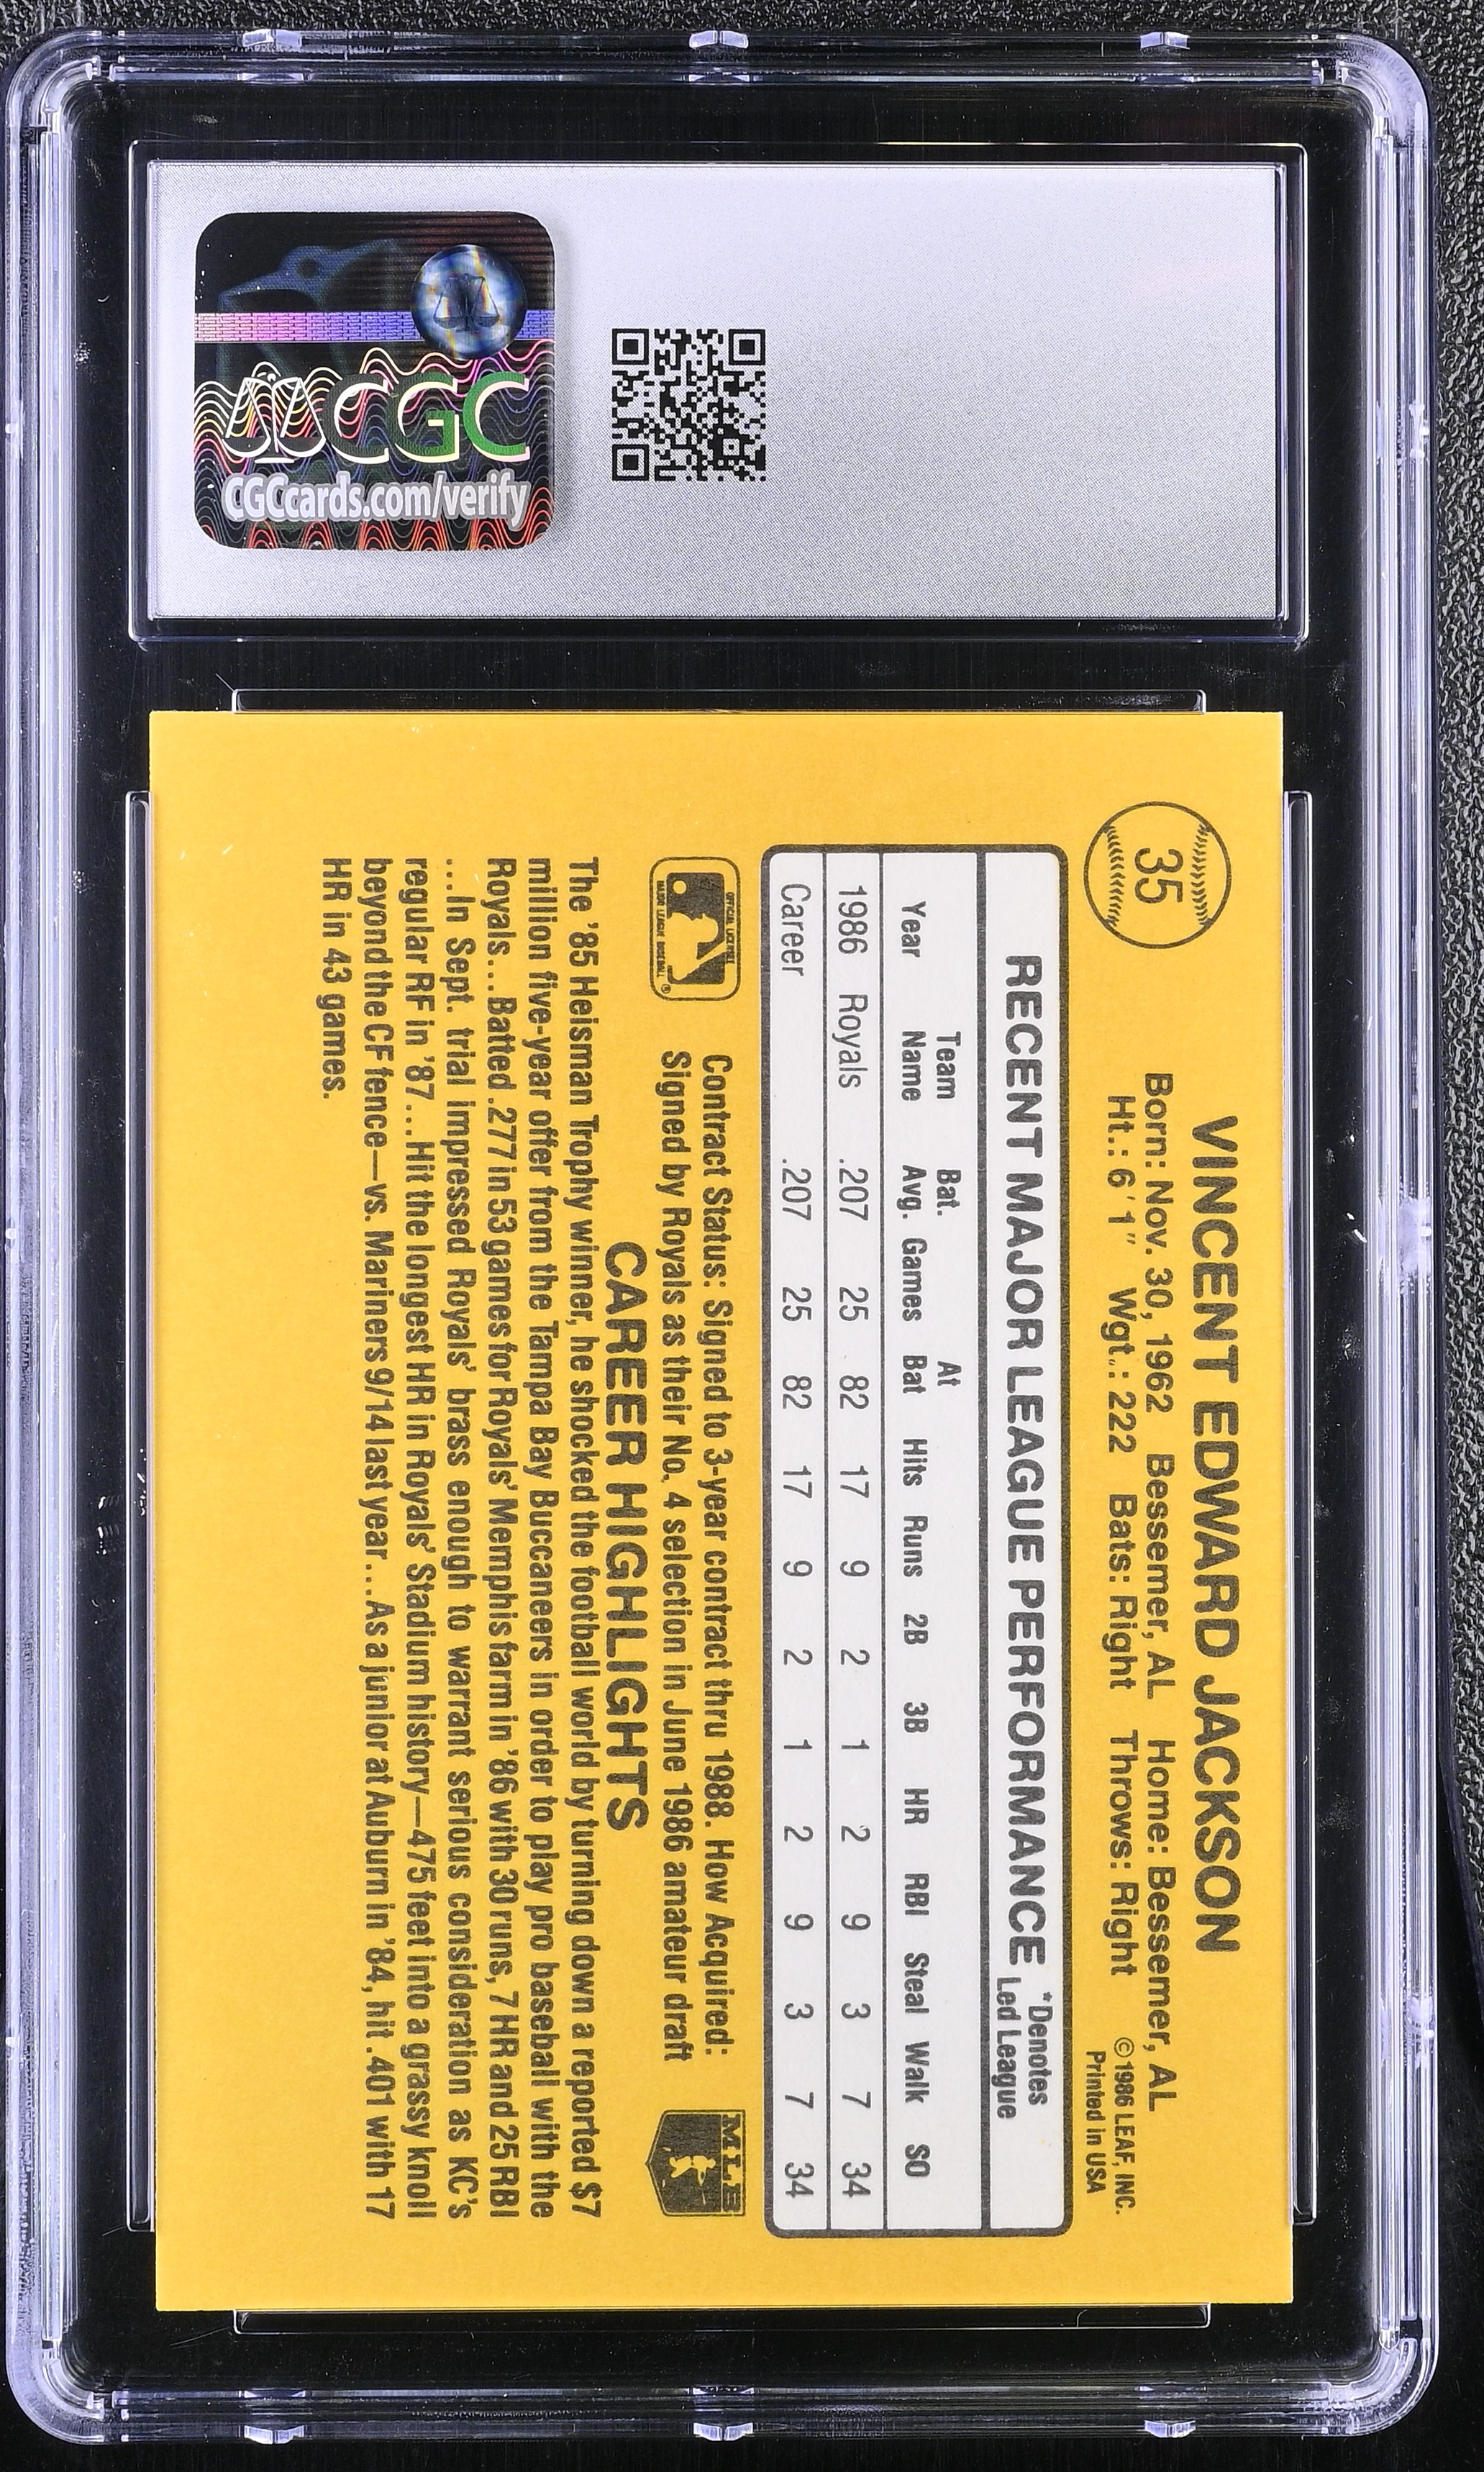 CGC
CGCcards.com/verify
35
VINCENT EDWARD JACKSON
Born: Nov. 30, 1962 Bessemer, AL Home: Bessemer, AL
Ht.: 6' 1" Wgt.: 222 Bats: Right Throws: Right
©1986 LEAF, INC.
Printed in USA
RECENT MAJOR LEAGUE PERFORMANCE *Denotes Led League
Year Team Name Bat. Avg. Games At Bat Hits Runs 2B 3B HR RBI Steal Walk SO
1986 Royals .207 25 82 17 9 2 1 2 9 3 7 34
Career .207 25 82 17 9 2 1 2 9 3 7 34
OFFICIAL LICENSEE
MAJOR LEAGUE BASEBALL ®
Contract Status: Signed to 3-year contract thru 1988. How Acquired:
Signed by Royals as their No. 4 selection in June 1986 amateur draft
CAREER HIGHLIGHTS
The '85 Heisman Trophy winner, he shocked the football world by turning down a reported $7
million five-year offer from the Tampa Bay Buccaneers in order to play pro baseball with the
Royals...Batted .277 in 53 games for Royals' Memphis farm in '86 with 30 runs, 7 HR and 25 RBI
...In Sept. trial impressed Royals' brass enough to warrant serious consideration as KC's
regular RF in '87...Hit the longest HR in Royals' Stadium history—475 feet into a grassy knoll
beyond the CF fence—vs. Mariners 9/14 last year...As a junior at Auburn in '84, hit .401 with 17
HR in 43 games.